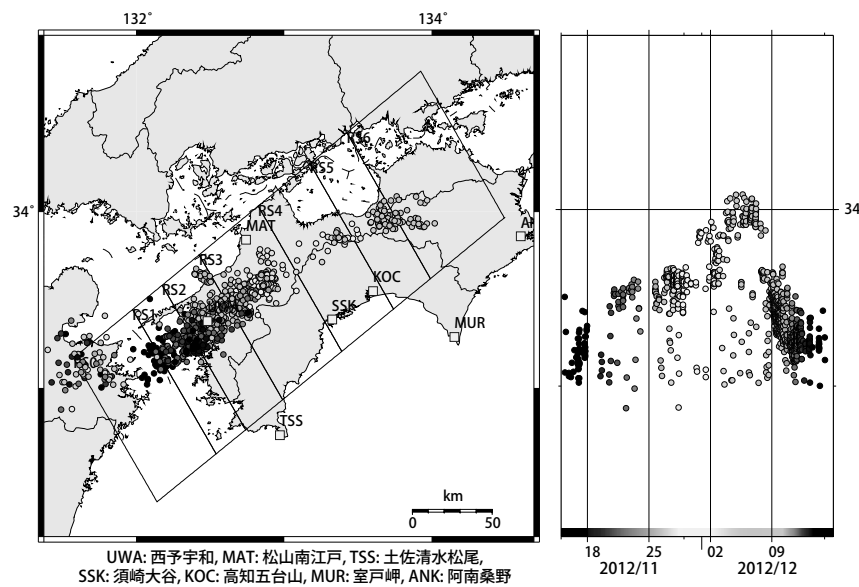 132°
134°
RS6
RS5
34°
34
RS4
MAT
RS3
RS2
KOC
RS1
SSK
MUR
TSS
km
0 50
18 25 02 09
2012/11 2012/12
UWA: 西予宇和, MAT: 松山南江戸, TSS: 土佐清水松尾,
SSK: 須崎大谷, KOC: 高知五台山, MUR: 室戸岬, ANK: 阿南桑野